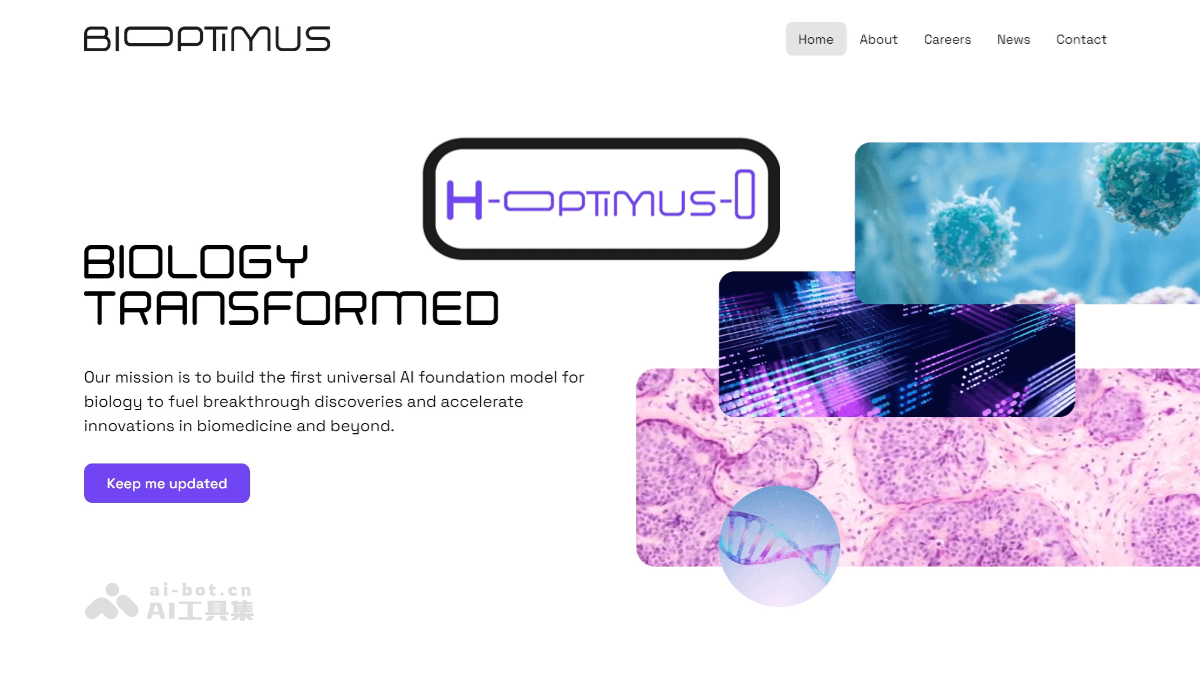 BIOPTIMUS
Home About Careers News Contact
H-OPTIMUS-0
BIOLOGY
TRANSFORMED
Our mission is to build the first universal AI foundation model for
biology to fuel breakthrough discoveries and accelerate
innovations in biomedicine and beyond.
Keep me updated
ai-bot.cn
AI工具集